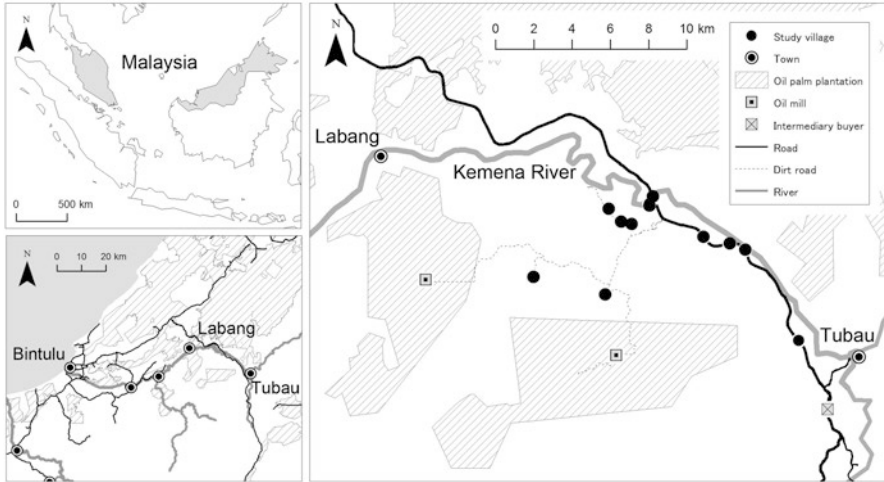 N
Malaysia
0 500 km
N
0 10 20 km
Labang
Bintulu
Tubau
0 2 4 6 8 10 km
N
Labang
Kemena River
Tubau
Study village
Town
Oil palm plantation
Oil mill
Intermediary buyer
Road
Dirt road
River